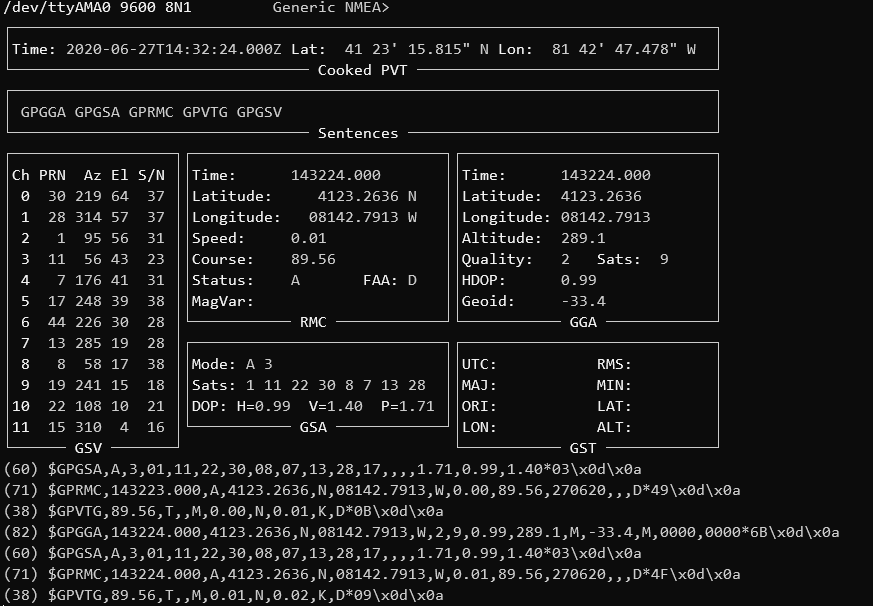 /dev/ttyAMA0 9600 8N1         Generic NMEA>
Time: 2020-06-27T14:32:24.000Z Lat:  41 23' 15.815" N Lon:  81 42' 47.478" W
Cooked PVT
GPGGA GPGSA GPRMC GPVTG GPGSV
Sentences
Ch PRN  Az El S/N
0  30 219 64  37
1  28 314 57  37
2   1  95 56  31
3  11  56 43  23
4   7 176 41  31
5  17 248 39  38
6  44 226 30  28
7  13 285 19  28
8   8  58 17  38
9  19 241 15  18
10  22 108 10  21
11  15 310  4  16
GSV
Time:      143224.000
Latitude:     4123.2636 N
Longitude:   08142.7913 W
Speed:     0.01
Course:    89.56
Status:    A       FAA: D
MagVar:
RMC
Time:      143224.000
Latitude:  4123.2636
Longitude: 08142.7913
Altitude:  289.1
Quality:   2   Sats:  9
HDOP:      0.99
Geoid:     -33.4
GGA
Mode: A 3
Sats: 1 11 22 30 8 7 13 28
DOP: H=0.99  V=1.40  P=1.71
GSA
UTC:           RMS:
MAJ:           MIN:
ORI:           LAT:
LON:           ALT:
GST
(60) $GPGSA,A,3,01,11,22,30,08,07,13,28,17,,,,1.71,0.99,1.40*03\x0d\x0a
(71) $GPRMC,143223.000,A,4123.2636,N,08142.7913,W,0.00,89.56,270620,,,D*49\x0d\x0a
(38) $GPVTG,89.56,T,,M,0.00,N,0.01,K,D*0B\x0d\x0a
(82) $GPGGA,143224.000,4123.2636,N,08142.7913,W,2,9,0.99,289.1,M,-33.4,M,0000,0000*6B\x0d\x0a
(60) $GPGSA,A,3,01,11,22,30,08,07,13,28,17,,,,1.71,0.99,1.40*03\x0d\x0a
(71) $GPRMC,143224.000,A,4123.2636,N,08142.7913,W,0.01,89.56,270620,,,D*4F\x0d\x0a
(38) $GPVTG,89.56,T,,M,0.01,N,0.02,K,D*09\x0d\x0a